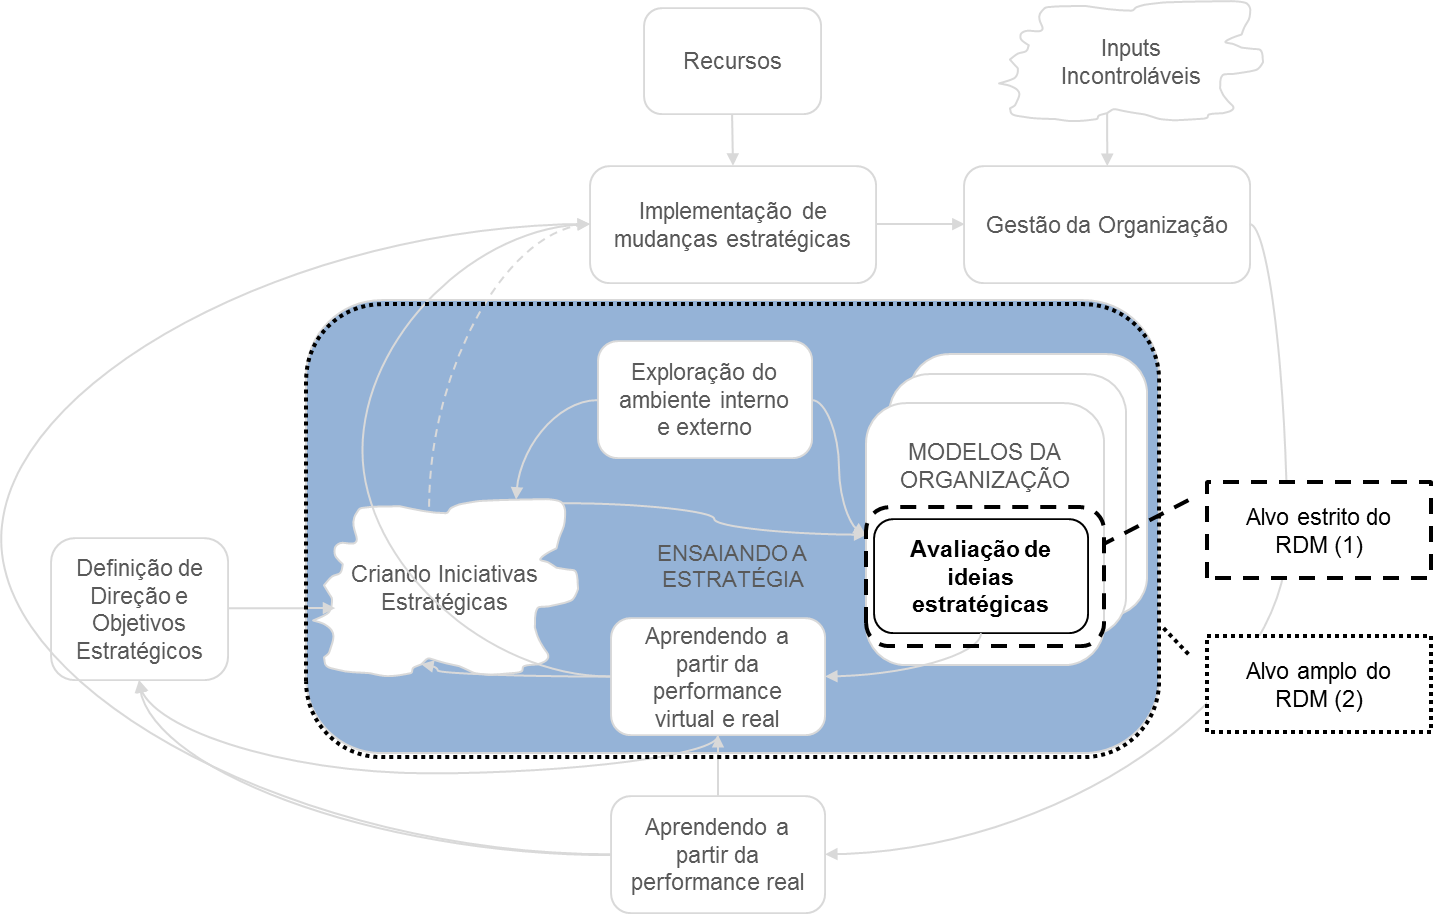 Recursos
Inputs
Incontroláveis
Implementação de
mudanças estratégicas
Gestão da Organização
Exploração do
ambiente interno
e externo
MODELOS DA
ORGANIZAÇÃO
Avaliação de
ideias
estratégicas
Alvo estrito do
RDM (1)
ENSAIANDO A
ESTRATÉGIA
Criando Iniciativas
Estratégicas
Definição de
Direção e
Objetivos
Estratégicos
Aprendendo a
partir da
performance
virtual e real
Alvo amplo do
RDM (2)
Aprendendo a
partir da
performance real